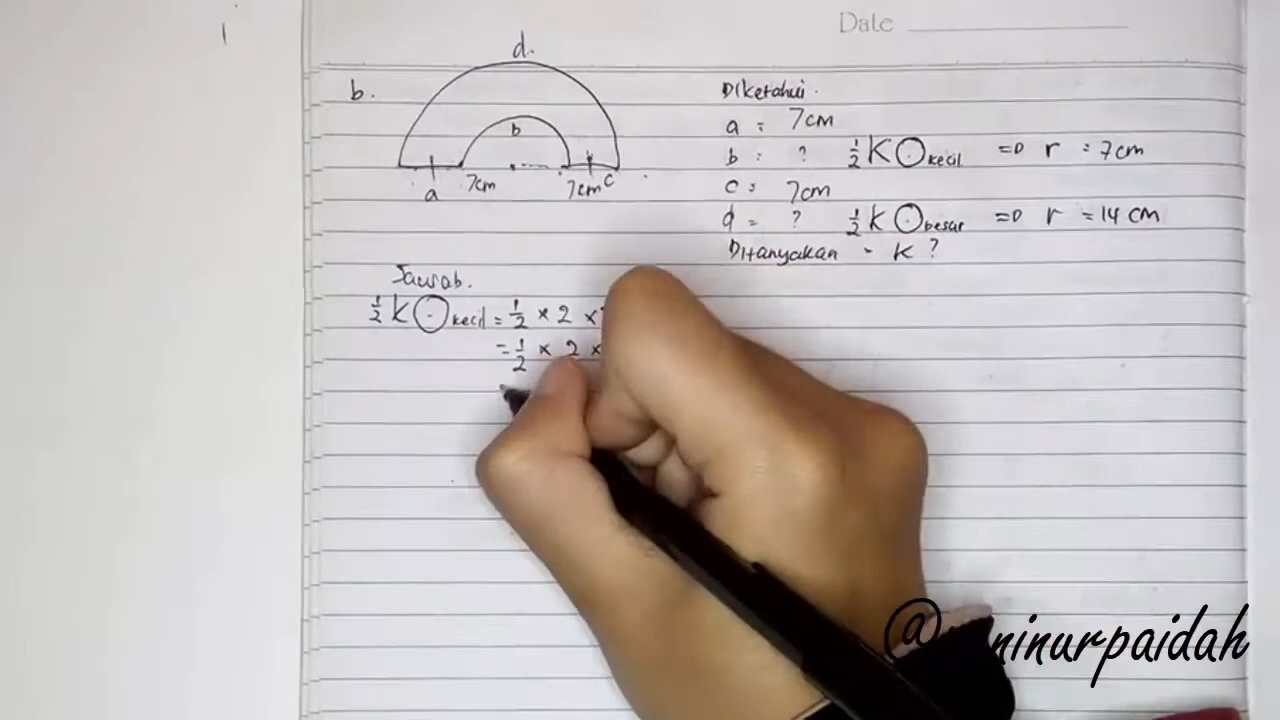 Date
d.
b.
b
a 7cm 7cm c
Diketahui.
a = 7cm
b = ? ½ K kecil => r = 7cm
c = 7cm
d = ? ½ K besar => r = 14 cm
Ditanyakan = K ?
Jawab.
½ K kecil = ½ × 2 ×
= ½ × 2 ×